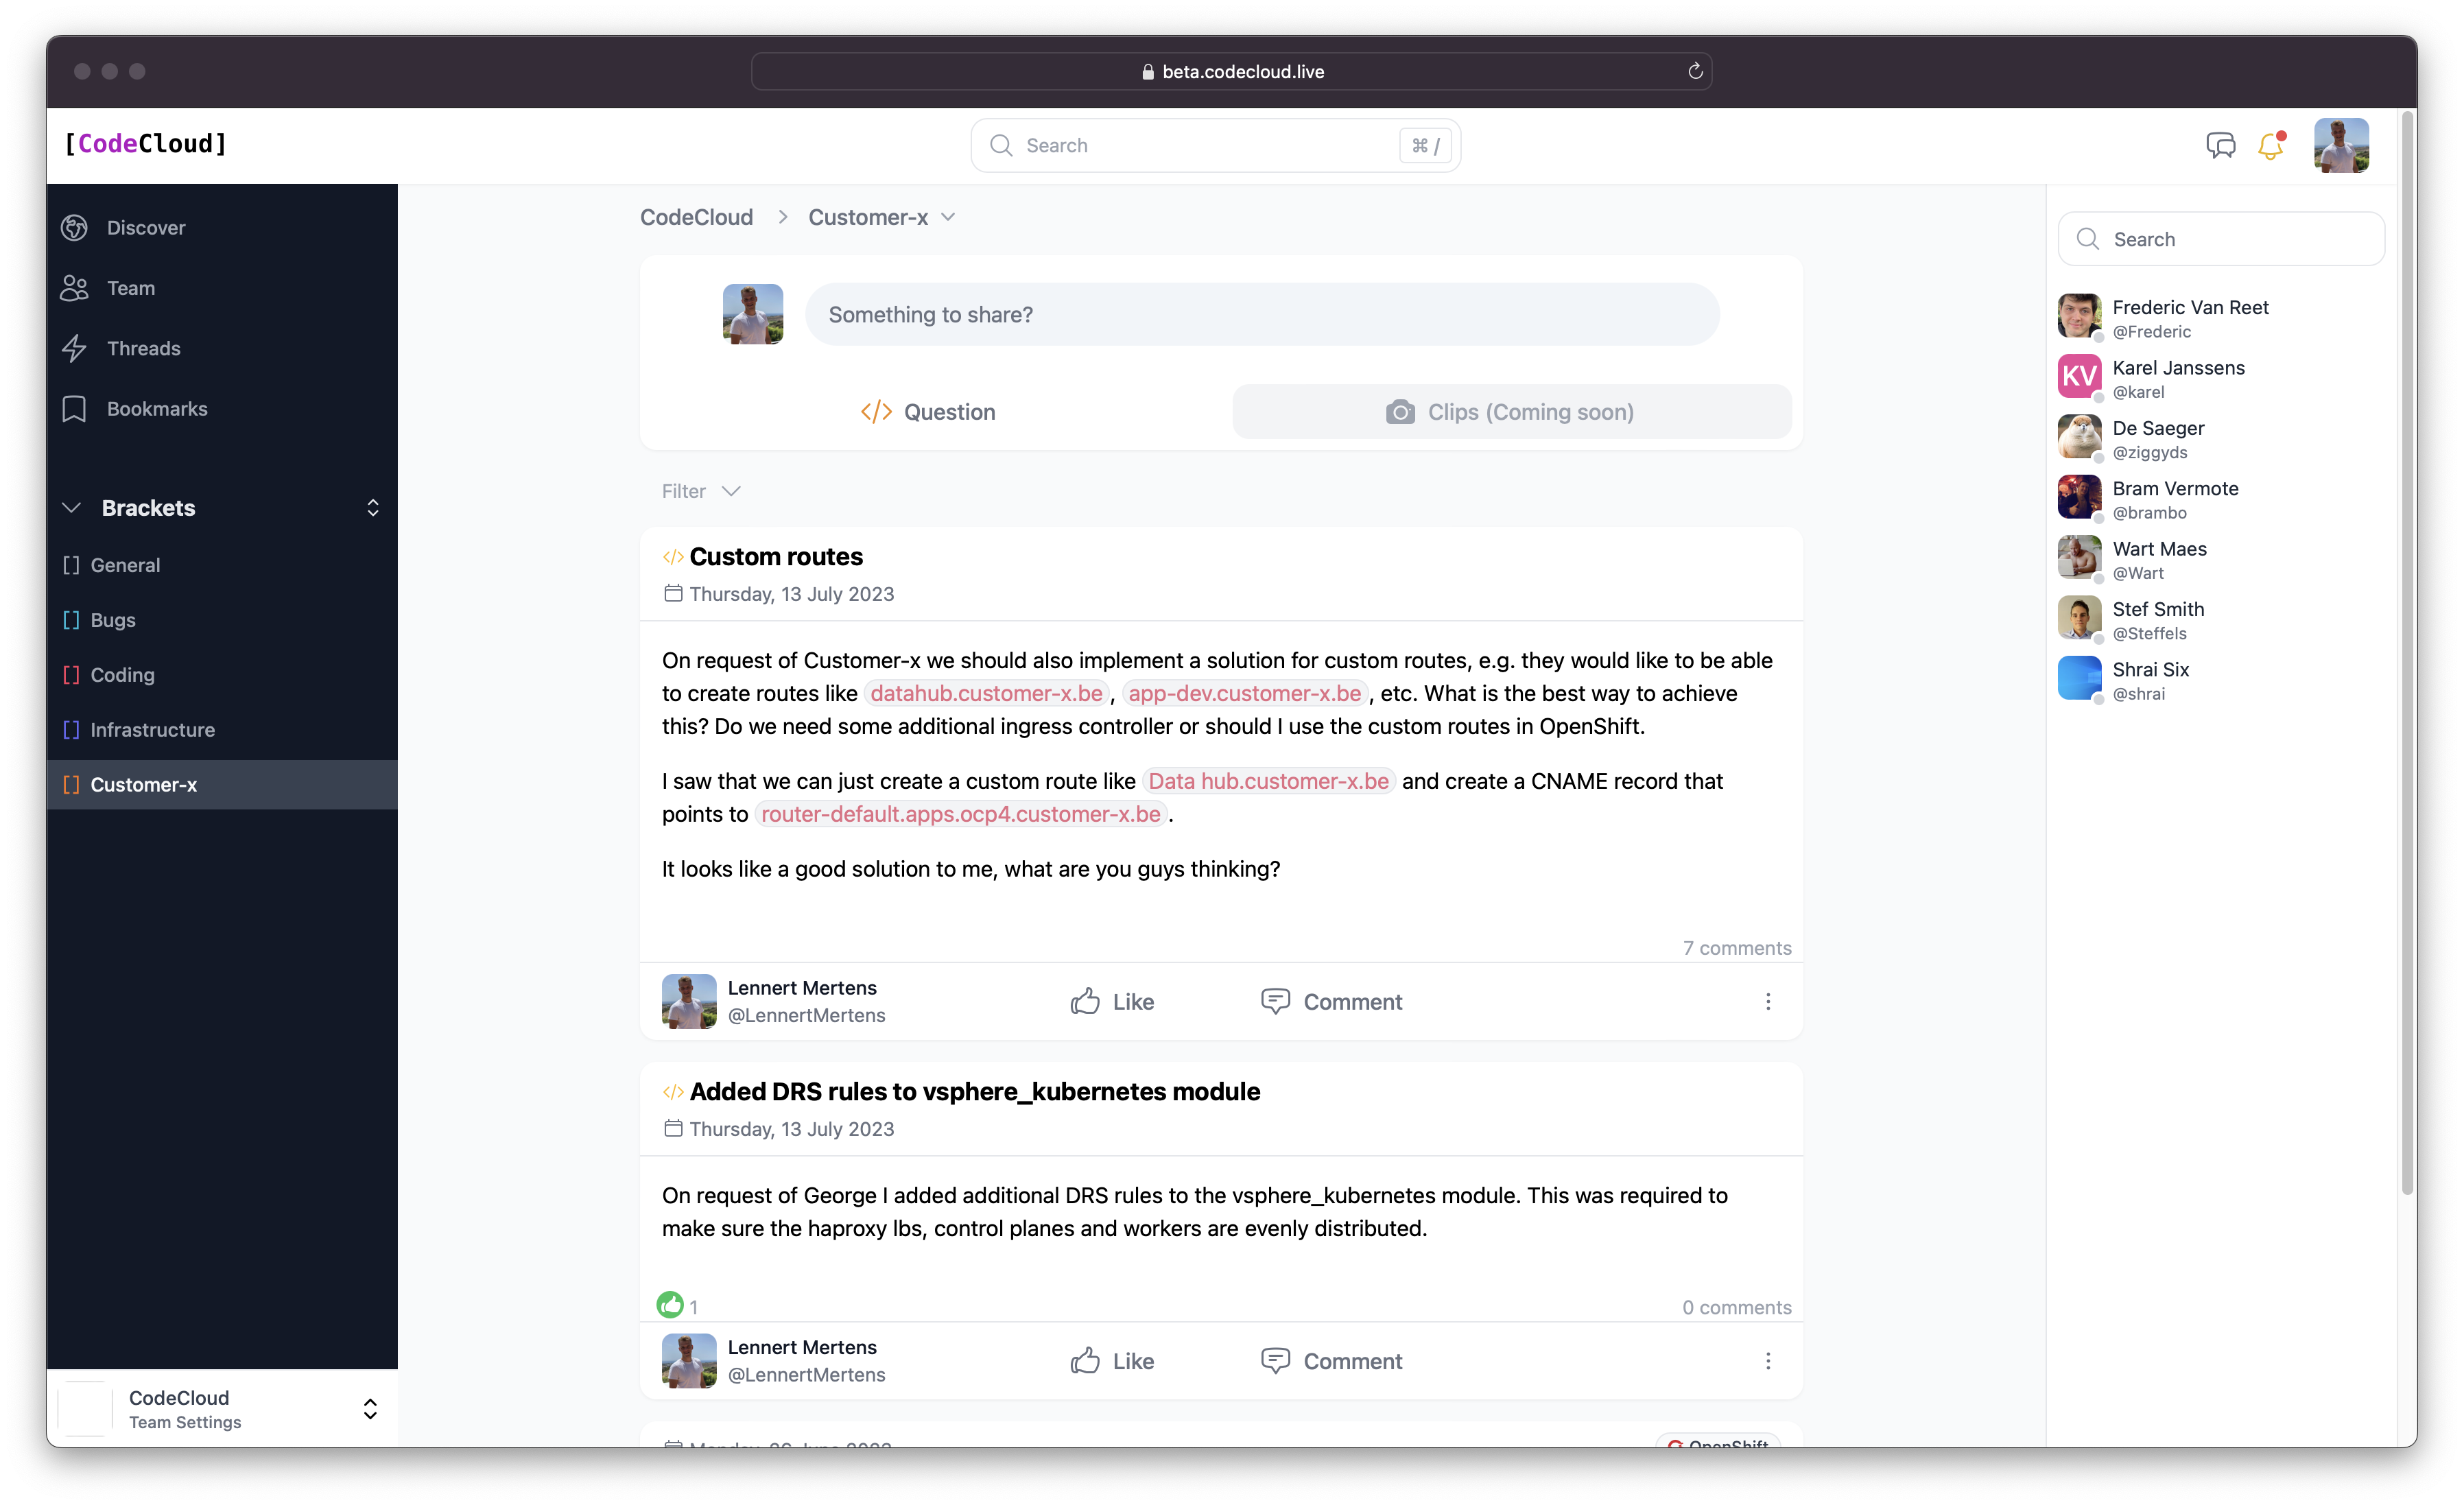 beta.codecloud.live
[CodeCloud]
Search
⌘ /
Discover
Team
Threads
Bookmarks
Brackets
[] General
[] Bugs
[] Coding
[] Infrastructure
[] Customer-x
CodeCloud
Team Settings
CodeCloud > Customer-x
Something to share?
</> Question
Clips (Coming soon)
Filter
</> Custom routes
Thursday, 13 July 2023
On request of Customer-x we should also implement a solution for custom routes, e.g. they would like to be able
to create routes like datahub.customer-x.be, app-dev.customer-x.be, etc. What is the best way to achieve
this? Do we need some additional ingress controller or should I use the custom routes in OpenShift.
I saw that we can just create a custom route like Data hub.customer-x.be and create a CNAME record that
points to router-default.apps.ocp4.customer-x.be.
It looks like a good solution to me, what are you guys thinking?
7 comments
Lennert Mertens
@LennertMertens
Like
Comment
</> Added DRS rules to vsphere_kubernetes module
Thursday, 13 July 2023
On request of George I added additional DRS rules to the vsphere_kubernetes module. This was required to
make sure the haproxy lbs, control planes and workers are evenly distributed.
1
0 comments
Lennert Mertens
@LennertMertens
Like
Comment
Monday, 26 June 2023
OpenShift
Search
Frederic Van Reet
@Frederic
KV
Karel Janssens
@karel
De Saeger
@ziggyds
Bram Vermote
@brambo
Wart Maes
@Wart
Stef Smith
@Steffels
Shrai Six
@shrai